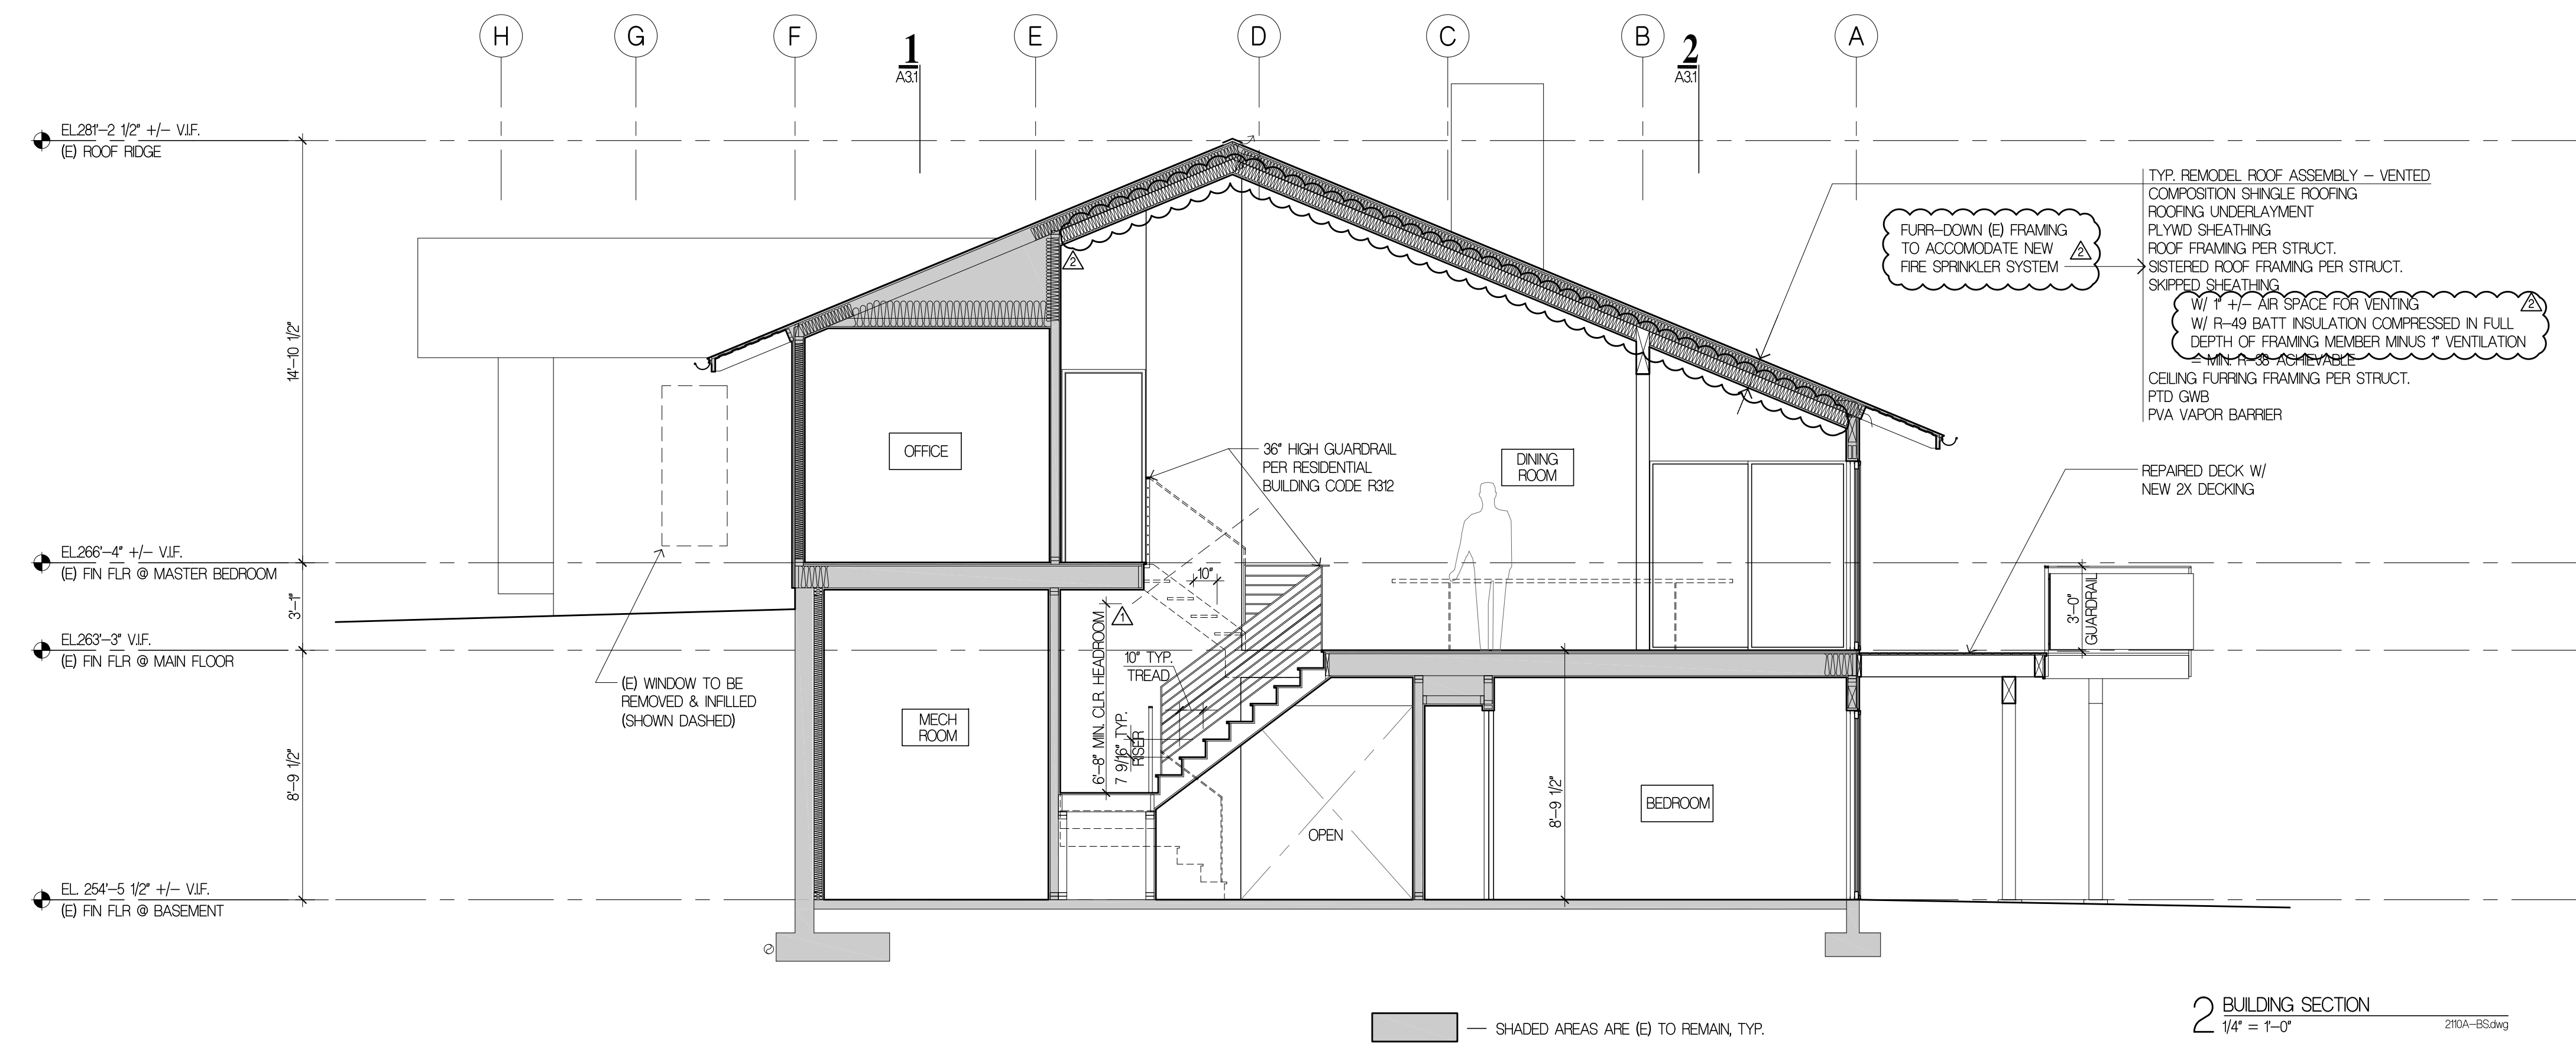 H G F E D C B A
1
A3.1
2
A3.1
EL.281'-2 1/2" +/- V.I.F.
(E) ROOF RIDGE
14'-10 1/2"
EL.266'-4" +/- V.I.F.
(E) FIN FLR @ MASTER BEDROOM
3'-1"
EL.263'-3" V.I.F.
(E) FIN FLR @ MAIN FLOOR
8'-9 1/2"
EL. 254'-5 1/2" +/- V.I.F.
(E) FIN FLR @ BASEMENT
(E) WINDOW TO BE
REMOVED & INFILLED
(SHOWN DASHED)
OFFICE
MECH
ROOM
2
36" HIGH GUARDRAIL
PER RESIDENTIAL
BUILDING CODE R312
10"
1
6'-8" MIN. CLR. HEADROOM
10" TYP.
TREAD
7 9/16" TYP.
RISER
DINING
ROOM
OPEN
8'-9 1/2"
BEDROOM
FURR-DOWN (E) FRAMING
TO ACCOMODATE NEW
FIRE SPRINKLER SYSTEM
2
TYP. REMODEL ROOF ASSEMBLY - VENTED
COMPOSITION SHINGLE ROOFING
ROOFING UNDERLAYMENT
PLYWD SHEATHING
ROOF FRAMING PER STRUCT.
SISTERED ROOF FRAMING PER STRUCT.
SKIPPED SHEATHING
W/ 1" +/- AIR SPACE FOR VENTING
2
W/ R-49 BATT INSULATION COMPRESSED IN FULL
DEPTH OF FRAMING MEMBER MINUS 1" VENTILATION
= MIN. R-38 ACHIEVABLE
CEILING FURRING FRAMING PER STRUCT.
PTD GWB
PVA VAPOR BARRIER
REPAIRED DECK W/
NEW 2X DECKING
3'-0"
GUARDRAIL
SHADED AREAS ARE (E) TO REMAIN, TYP.
2 BUILDING SECTION
1/4" = 1'-0"
2110A-BS.dwg